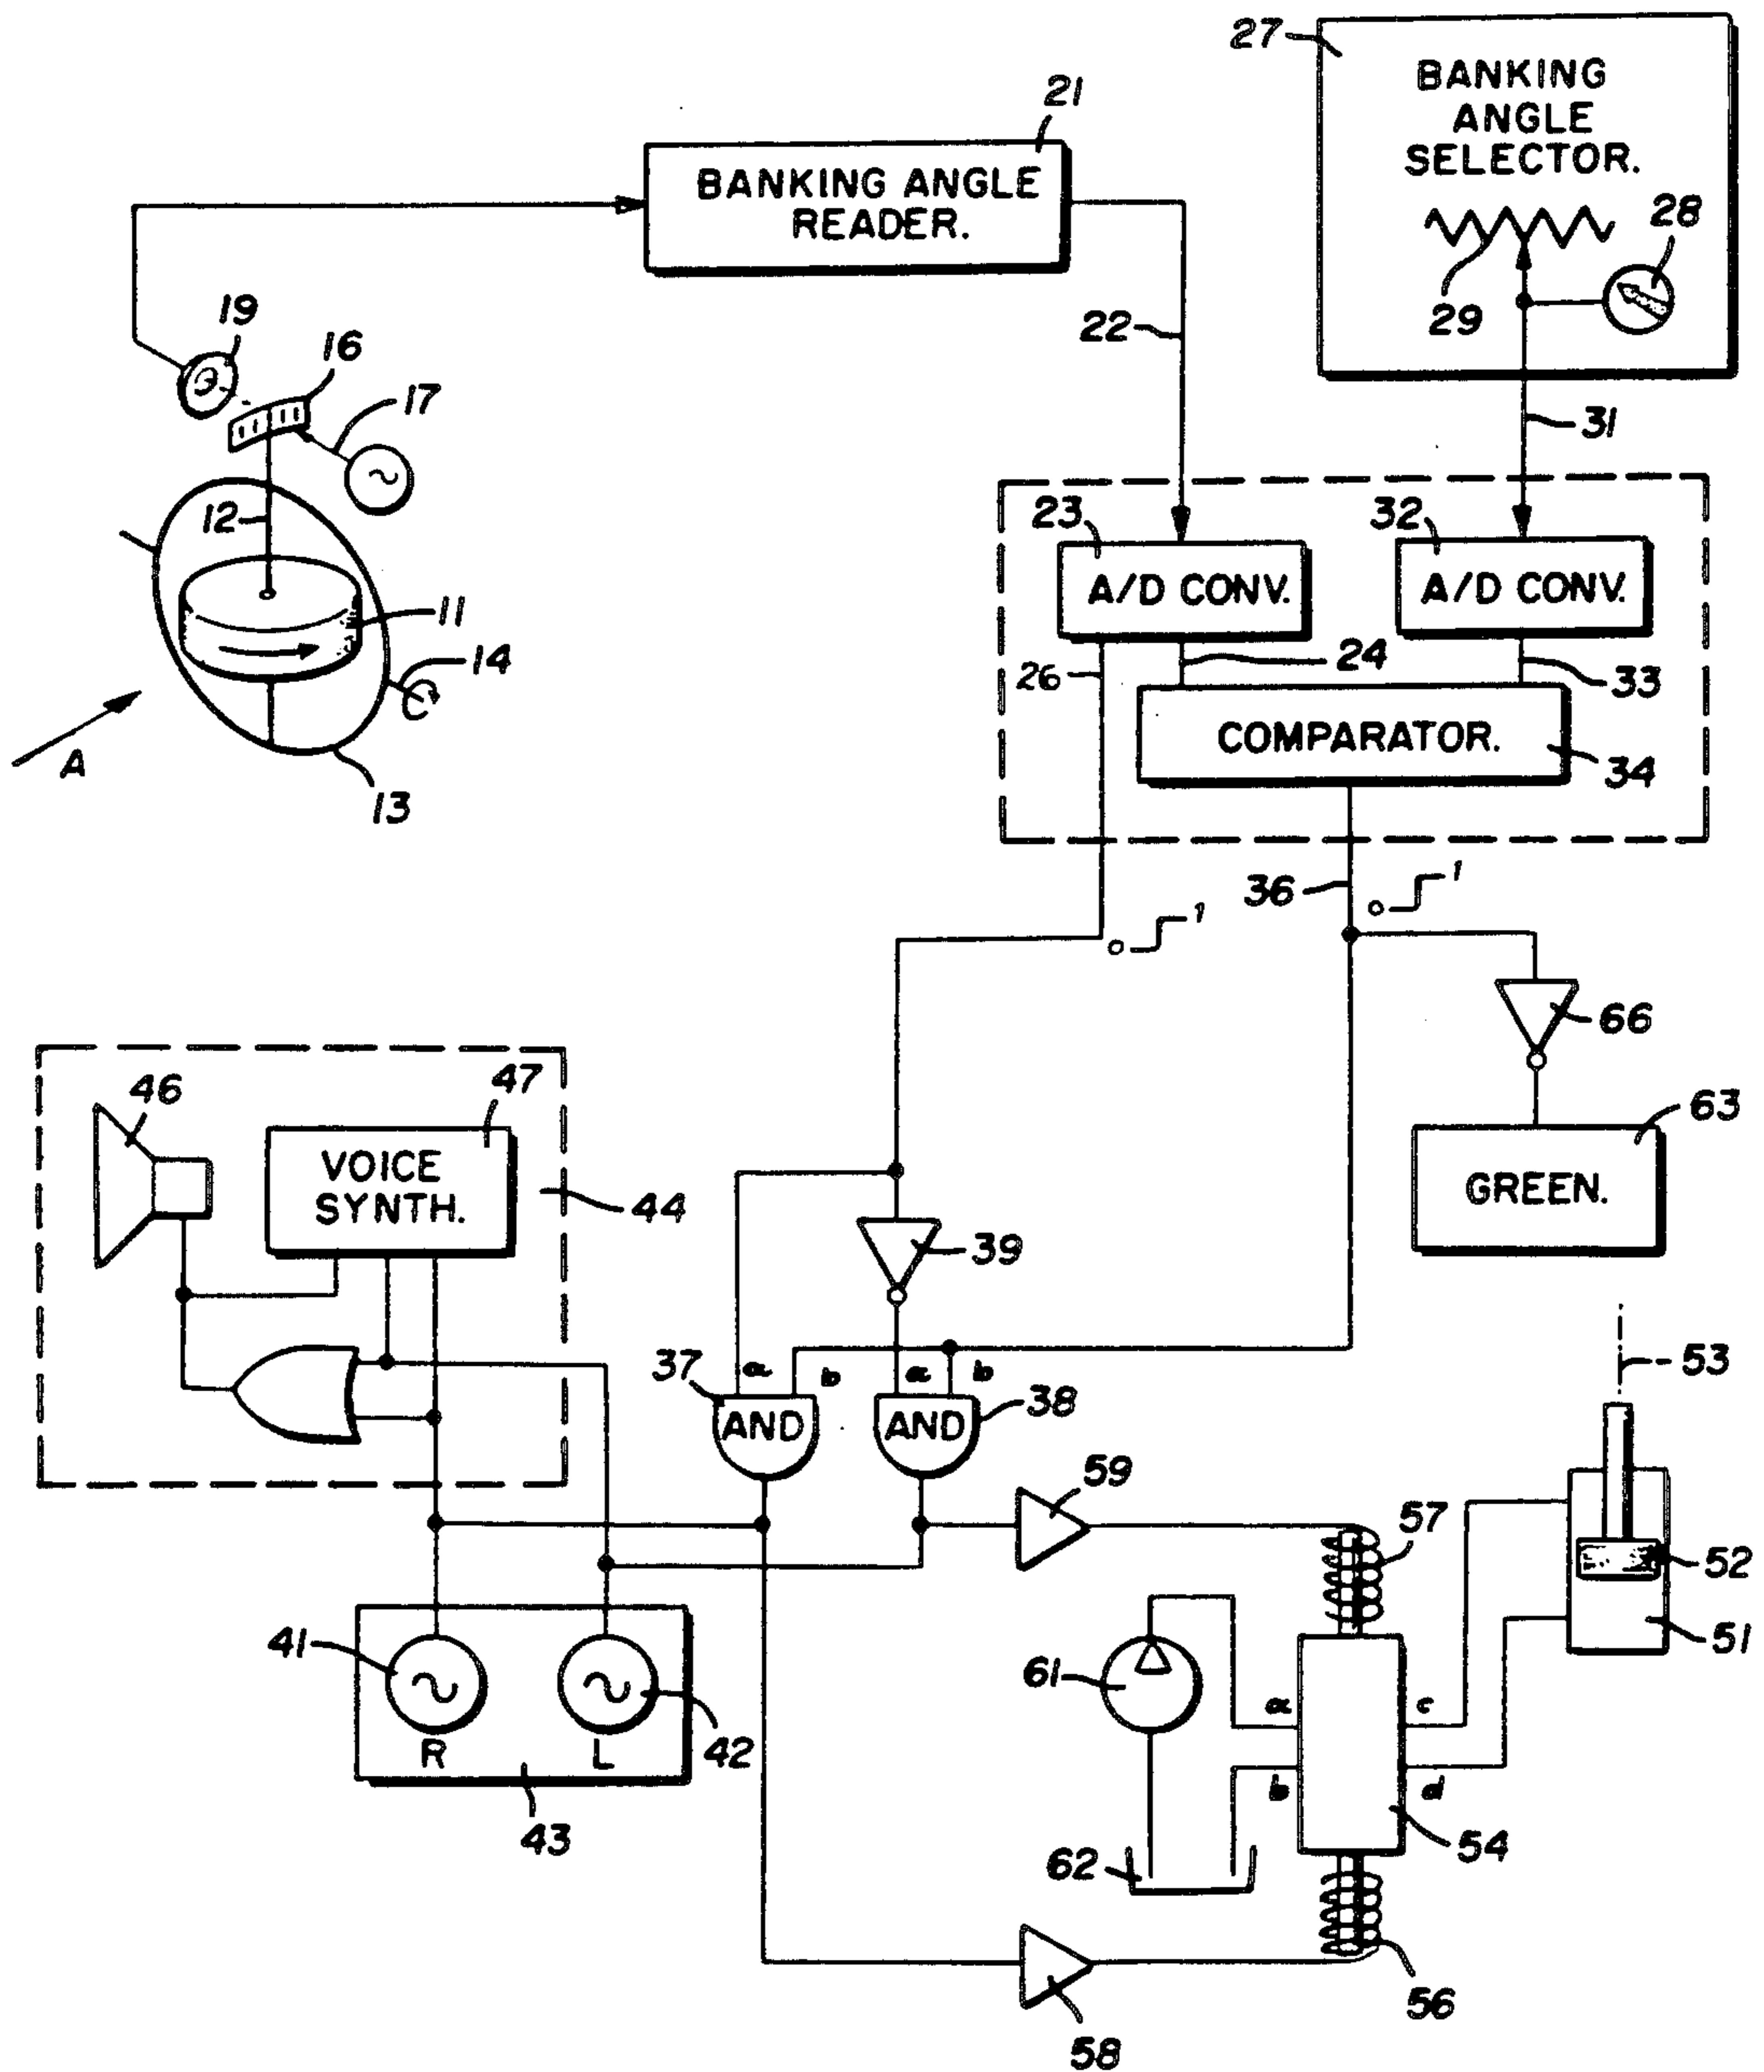 27
BANKING
ANGLE
SELECTOR.
28
29
21
BANKING ANGLE
READER.
22
31
19
16
17
12
11
14
13
A
23
A/D CONV.
32
A/D CONV.
26
24
33
COMPARATOR.
34
36
0 1
0 1
66
63
GREEN.
46
47
VOICE
SYNTH.
44
39
37
a
b
a
b
38
AND
AND
53
59
57
52
51
41
R
L
42
43
61
62
a
b
c
d
54
56
58